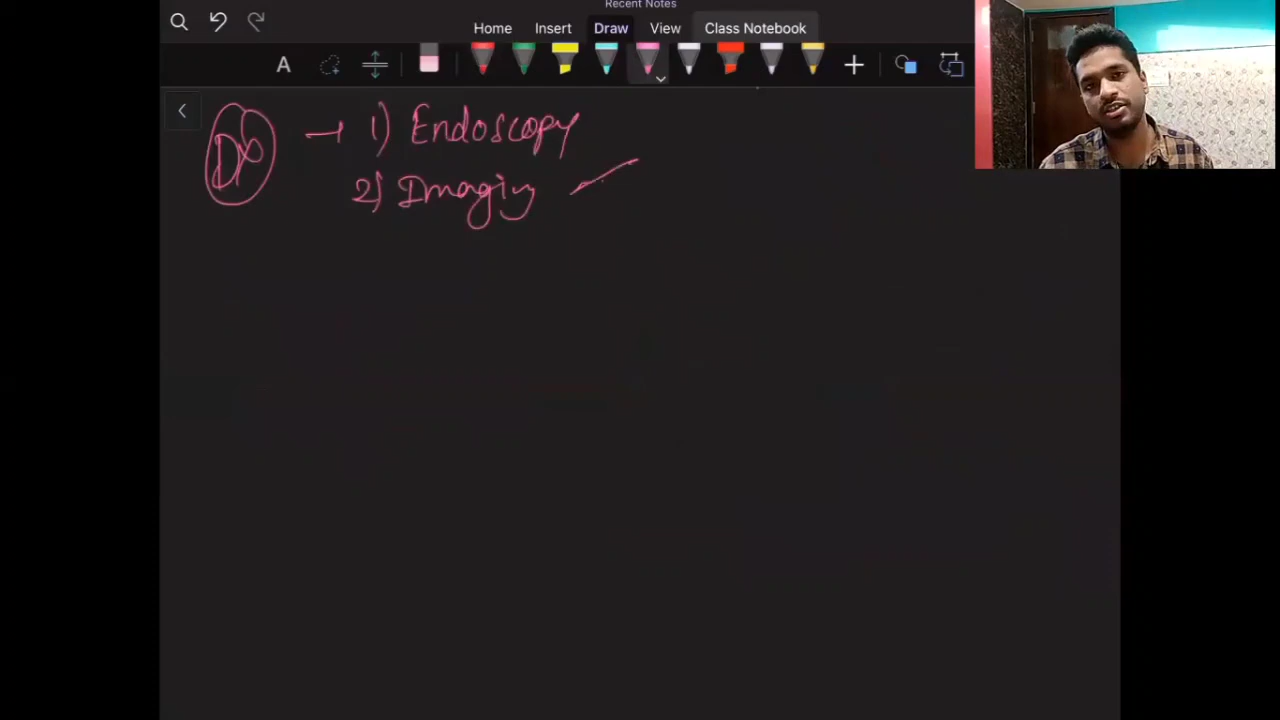 Recent Notes
Home Insert Draw View Class Notebook
A
Dx → 1) Endoscopy
2) Imaging